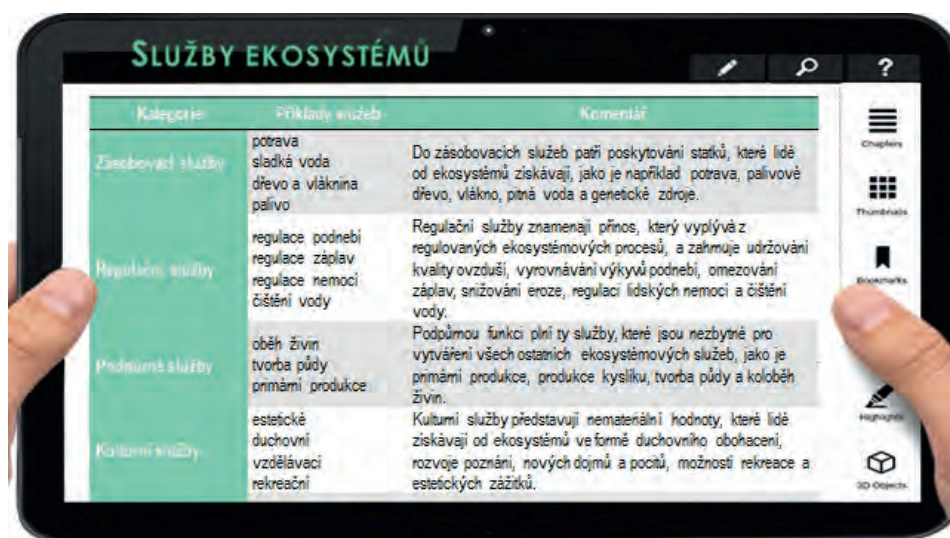 SLUŽBY EKOSYSTÉMŮ
?
Kategorie Příklady služeb Komentář
Zásobovací služby
potrava
sladká voda
dřevo a vláknina
palivo
Do zásobovacích služeb patří poskytování statků, které lidé
od ekosystémů získávají, jako je například potrava, palivové
dřevo, vlákno, pitná voda a genetické zdroje.
Regulační služby
regulace podnebí
regulace záplav
regulace nemocí
čištění vody
Regulační služby znamenají přínos, který vyplývá z
regulovaných ekosystémových procesů, a zahrnuje udržování
kvality ovzduší, vyrovnávání výkyvů podnebí, omezování
záplav, snižování eroze, regulaci lidských nemocí a čištění
vody.
Podpůrné služby
oběh živin
tvorba půdy
primární produkce
Podpůrnou funkci plní ty služby, které jsou nezbytné pro
vytváření všech ostatních ekosystémových služeb, jako je
primární produkce, produkce kyslíku, tvorba půdy a koloběh
živin.
Kulturní služby
estetické
duchovní
vzdělávací
rekreační
Kulturní služby představují nemateriální hodnoty, které lidé
získávají od ekosystémů ve formě duchovního obohacení,
rozvoje poznání, nových dojmů a pocitů, možností rekreace a
estetických zážitků.
Chapters
Thumbnails
Bookmarks
Highlights
3D Objects